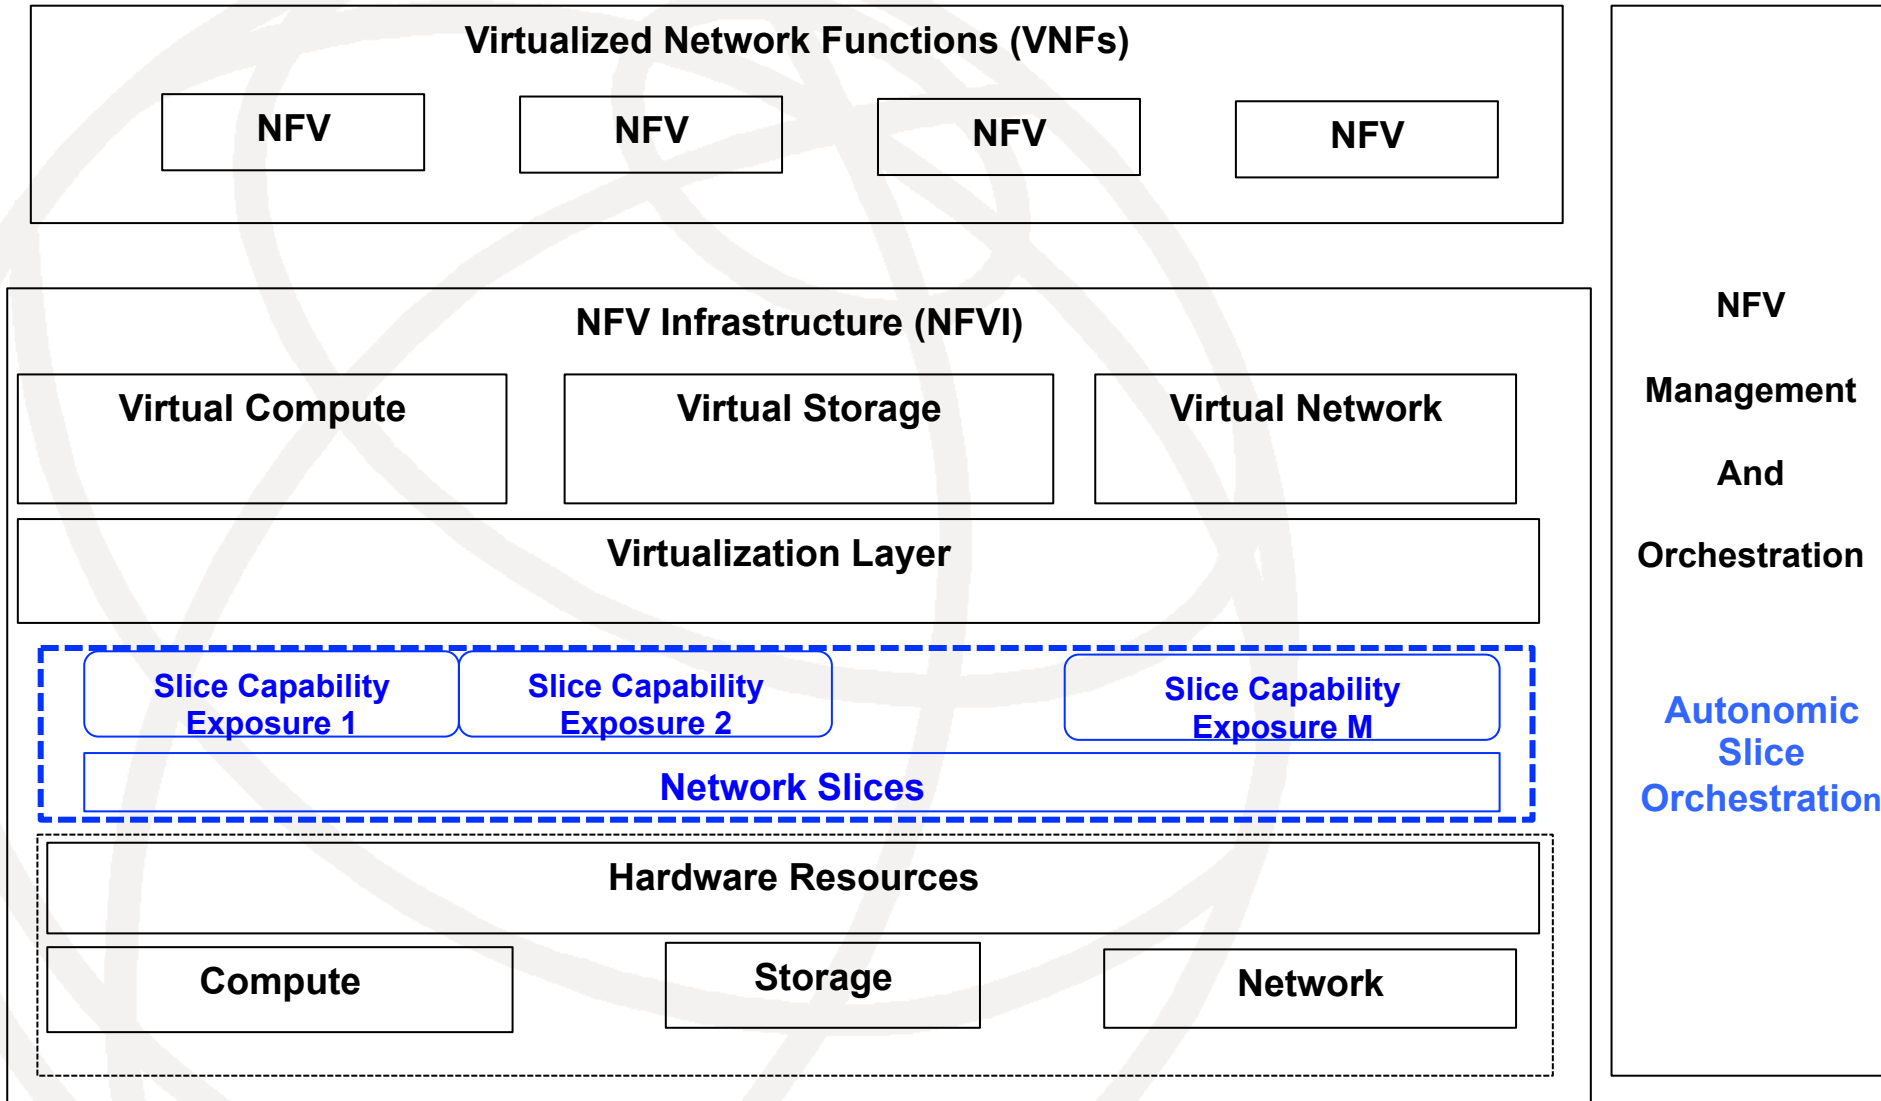 Virtualized Network Functions (VNFs)
NFV
NFV
NFV
NFV
NFV Infrastructure (NFVI)
Virtual Compute
Virtual Storage
Virtual Network
Virtualization Layer
Slice Capability
Exposure 1
Slice Capability
Exposure 2
Slice Capability
Exposure M
Network Slices
Hardware Resources
Compute
Storage
Network
NFV
Management
And
Orchestration
Autonomic
Slice
Orchestration